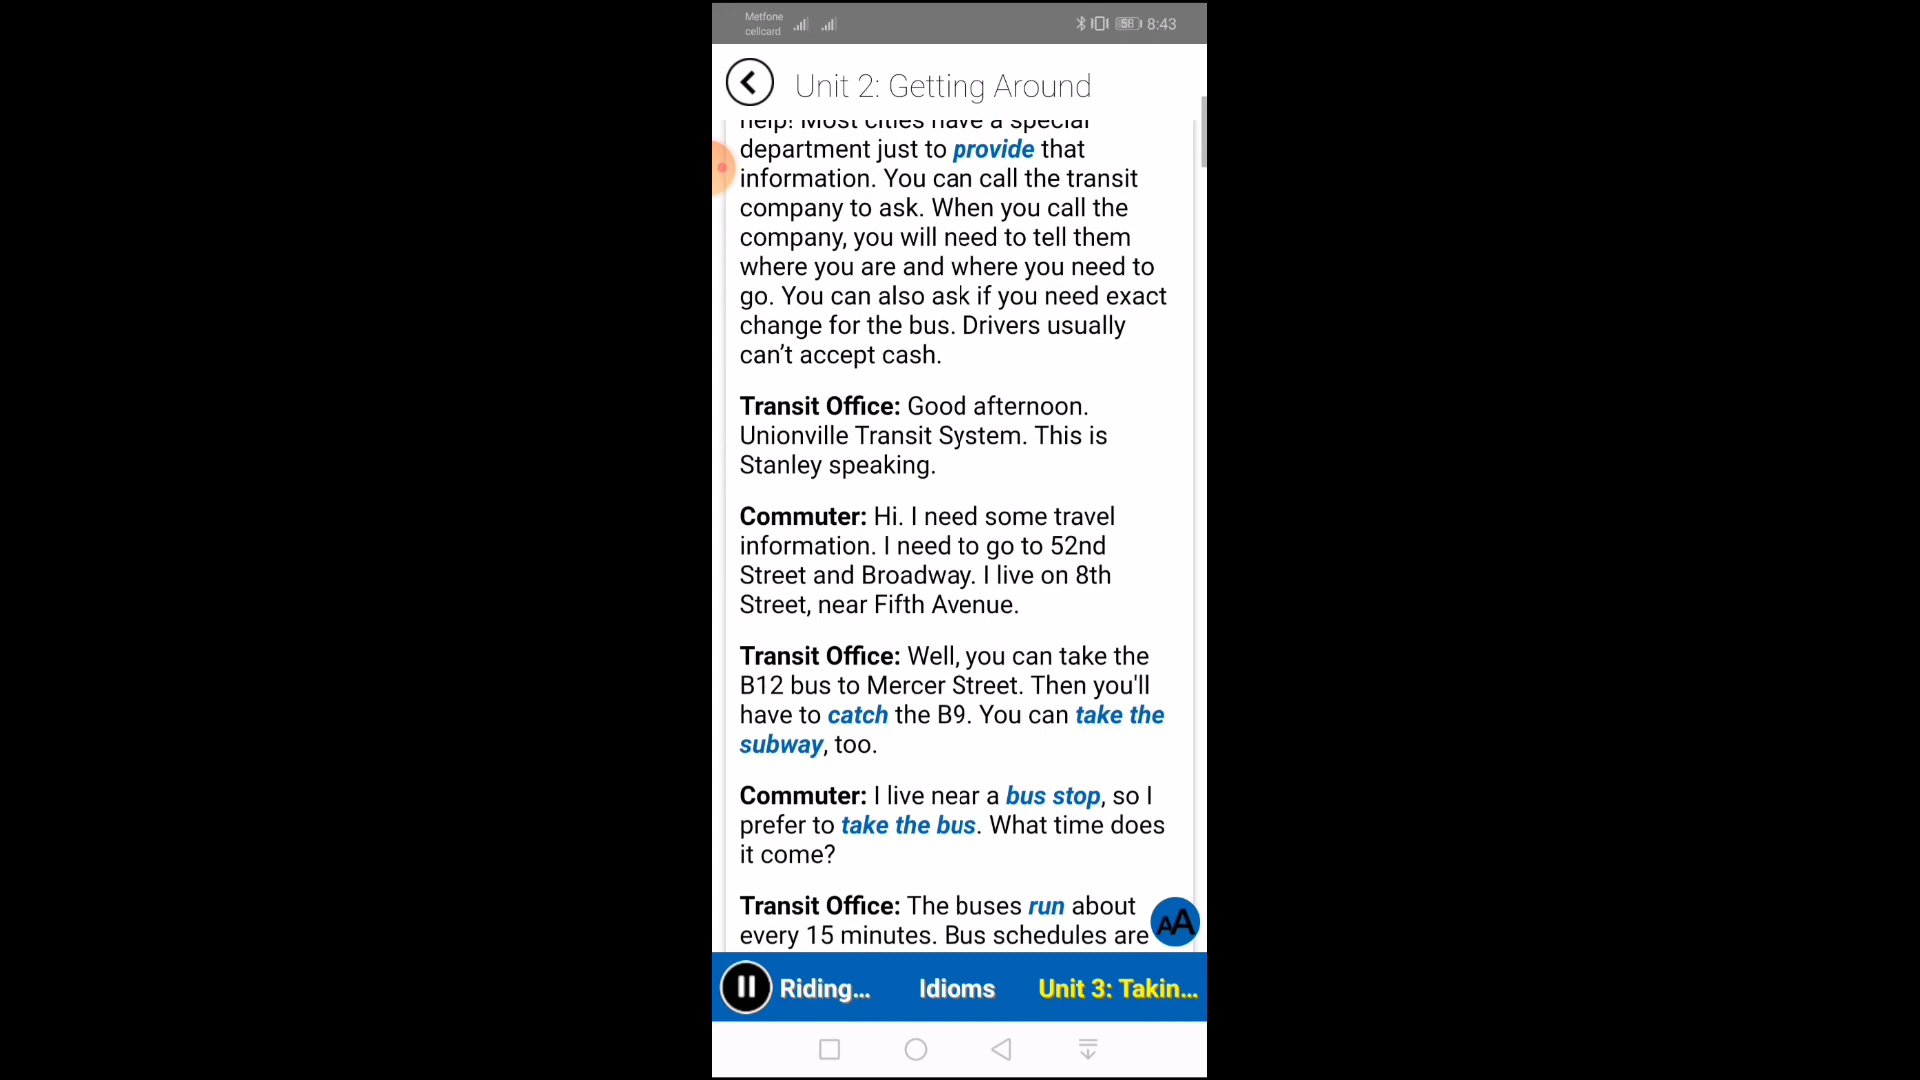 Metfone
cellcard
58 8:43
Unit 2: Getting Around
help! Most cities have a special
department just to provide that
information. You can call the transit
company to ask. When you call the
company, you will need to tell them
where you are and where you need to
go. You can also ask if you need exact
change for the bus. Drivers usually
can’t accept cash.
Transit Office: Good afternoon.
Unionville Transit System. This is
Stanley speaking.
Commuter: Hi. I need some travel
information. I need to go to 52nd
Street and Broadway. I live on 8th
Street, near Fifth Avenue.
Transit Office: Well, you can take the
B12 bus to Mercer Street. Then you'll
have to catch the B9. You can take the
subway, too.
Commuter: I live near a bus stop, so I
prefer to take the bus. What time does
it come?
Transit Office: The buses run about
every 15 minutes. Bus schedules are
AA
Riding... Idioms Unit 3: Takin...